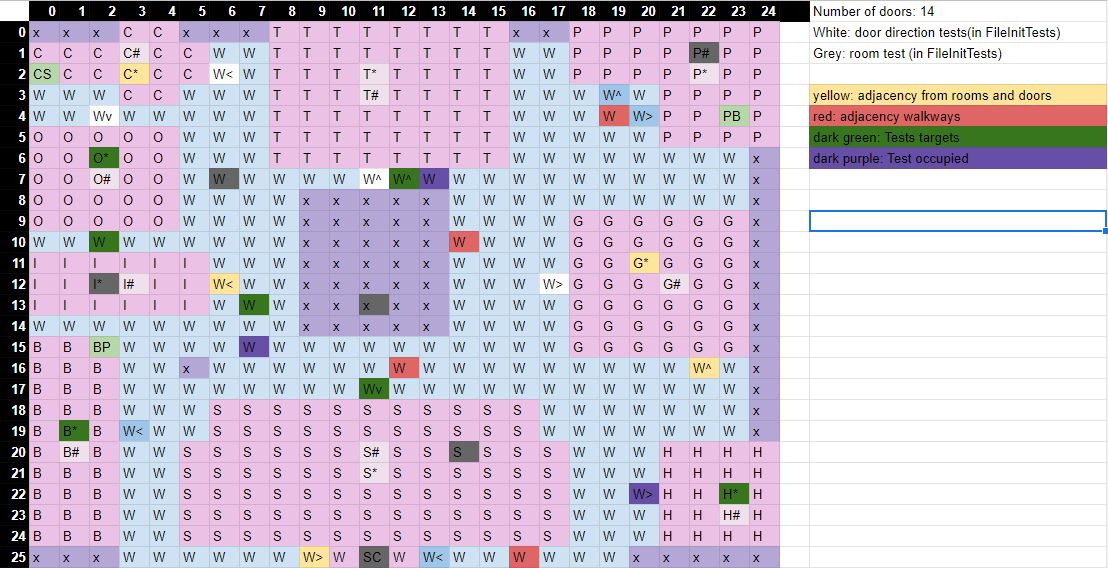 0 1 2 3 4 5 6 7 8 9 10 11 12 13 14 15 16 17 18 19 20 21 22 23 24 Number of doors: 14
0 x x x C C x x x T T T T T T T T x x P P P P P P P White: door direction tests(in FileInitTests)
1 C C C C# C C W W T T T T T T T T W W P P P P P# P P Grey: room test (in FileInitTests)
2 CS C C C* C C W< W T T T T* T T T T W W P P P P P* P P
3 W W W C C W W W T T T T# T T T T W W W W^ W P P P P yellow: adjacency from rooms and doors
4 W W Wv W W W W W T T T T T T T T W W W W W> P P PB P red: adjacency walkways
5 O O O O O W W W T T T T T T T T W W W W W P P P P dark green: Tests targets
6 O O O* O O W W W T T T T T T T T W W W W W W W W x dark purple: Test occupied
7 O O O# O O W W W W W W W^ W^ W W W W W W W W W W W x
8 O O O O O W W W W x x x x x W W W W W W W W W W x
9 O O O O O W W W W x x x x x W W W W G G G G G G x
10 W W W W W W W W W x x x x x W W W W G G G G G G x
11 I I I I I I W W W x x x x x W W W W G G G* G G G x
12 I I I* I# I I W< W W x x x x x W W W W> G G G G# G G x
13 I I I I I I W W W x x x x x W W W W G G G G G G x
14 W W W W W W W W W x x x x x W W W W G G G G G G x
15 B B BP W W W W W W W W W W W W W W W G G G G G G x
16 B B B W W x W W W W W W W W W W W W W W W W W^ W x
17 B B B W W W W W W W W Wv W W W W W W W W W W W W x
18 B B B W W W S S S S S S S S S S S W W W W W W W x
19 B B* B W< W W S S S S S S S S S S S W W W W W W W x
20 B B# B W W S S S S S S S# S S S S S S W W W H H H H
21 B B B W W S S S S S S S* S S S S S S W W W H H H H
22 B B B W W S S S S S S S S S S S S S W W W> H H H* H
23 B B B W W S S S S S S S S S S S S S W W W H H H# H
24 B B B W W S S S S S S S S S S S S S W W W H H H H
25 x x x W W W W W W W> W SC W W< W W W W W W x x x x x